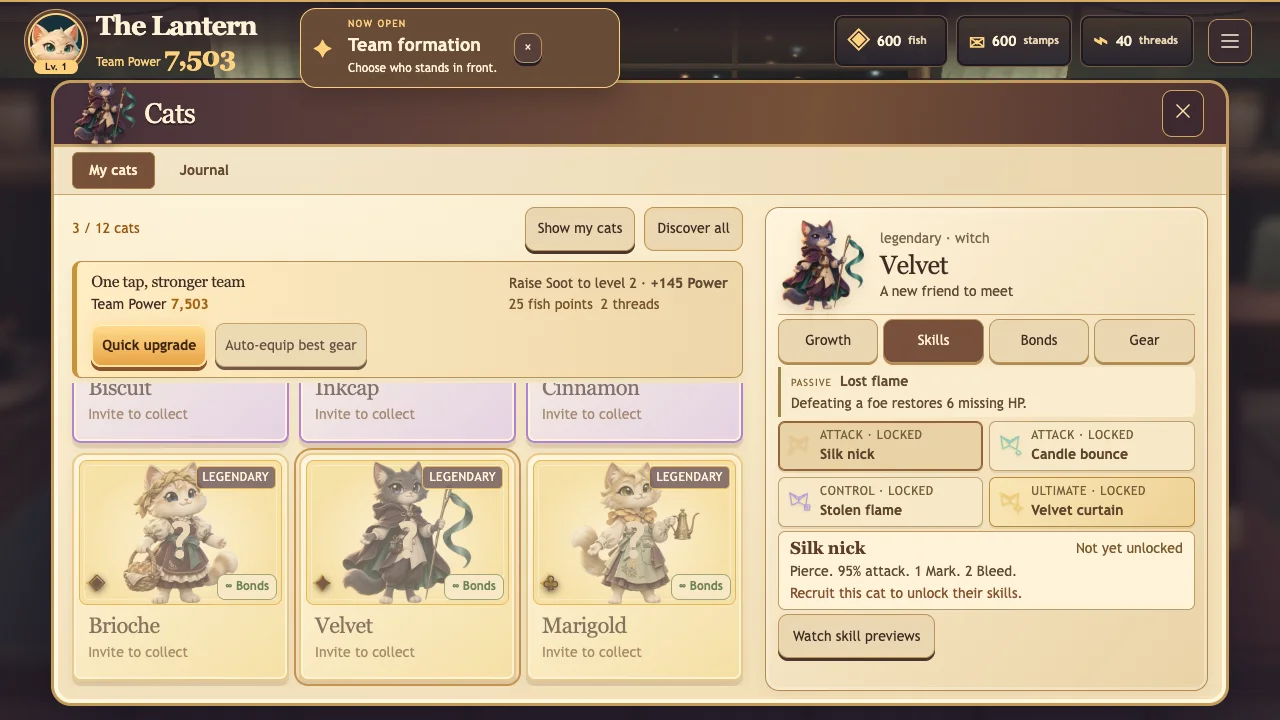 The Lantern
Lv. 1
Team Power 7,503
NOW OPEN
Team formation
Choose who stands in front.
×
600 fish
600 stamps
40 threads
Cats
My cats
Journal
3 / 12 cats
Show my cats
Discover all
One tap, stronger team
Team Power 7,503
Raise Soot to level 2 · +145 Power
25 fish points 2 threads
Quick upgrade
Auto-equip best gear
Biscuit
Invite to collect
Inkcap
Invite to collect
Cinnamon
Invite to collect
LEGENDARY
∞ Bonds
Brioche
Invite to collect
LEGENDARY
∞ Bonds
Velvet
Invite to collect
LEGENDARY
∞ Bonds
Marigold
Invite to collect
legendary · witch
Velvet
A new friend to meet
Growth
Skills
Bonds
Gear
PASSIVE Lost flame
Defeating a foe restores 6 missing HP.
ATTACK · LOCKED
Silk nick
ATTACK · LOCKED
Candle bounce
CONTROL · LOCKED
Stolen flame
ULTIMATE · LOCKED
Velvet curtain
Silk nick
Not yet unlocked
Pierce. 95% attack. 1 Mark. 2 Bleed.
Recruit this cat to unlock their skills.
Watch skill previews